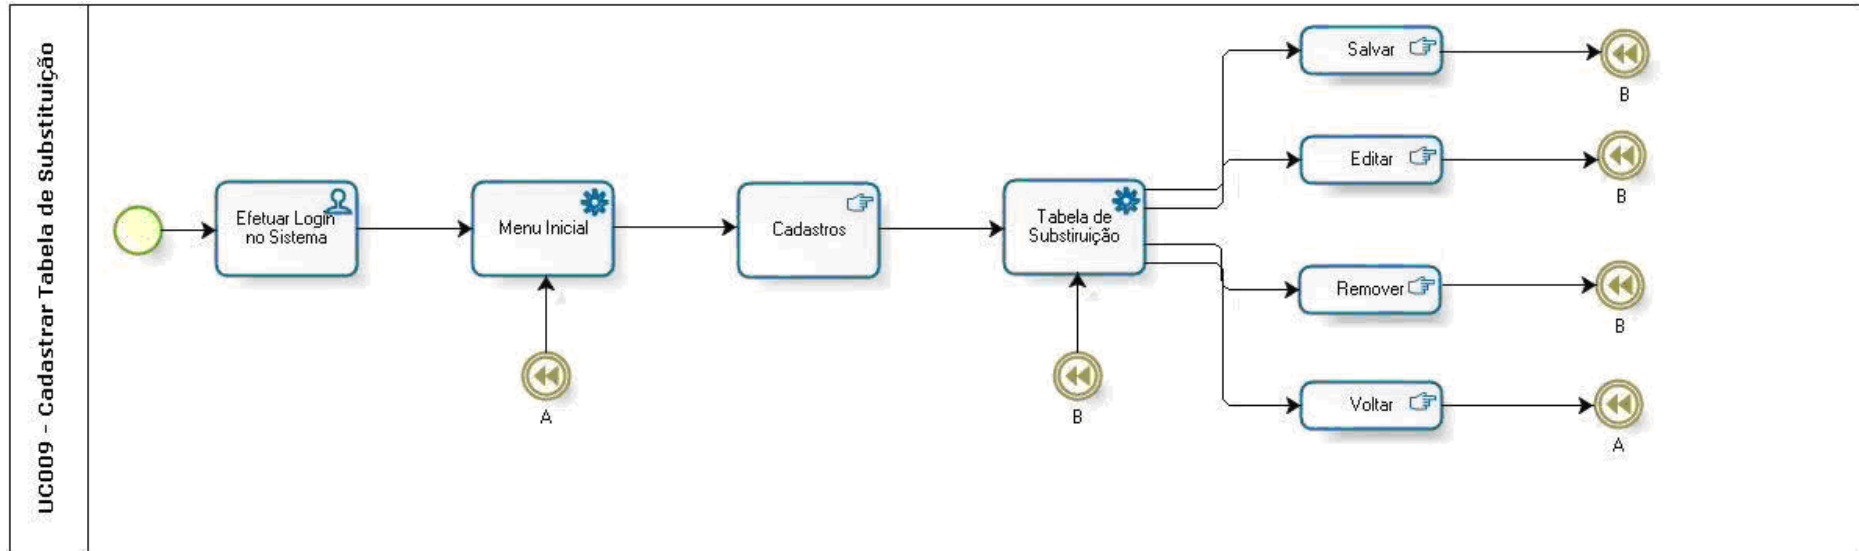 UC009 - Cadastrar Tabela de Substituição
Efetuar Login
no Sistema
Menu Inicial
Cadastros
Tabela de
Substiruição
Salvar
B
Editar
B
Remover
B
Voltar
A
A
B